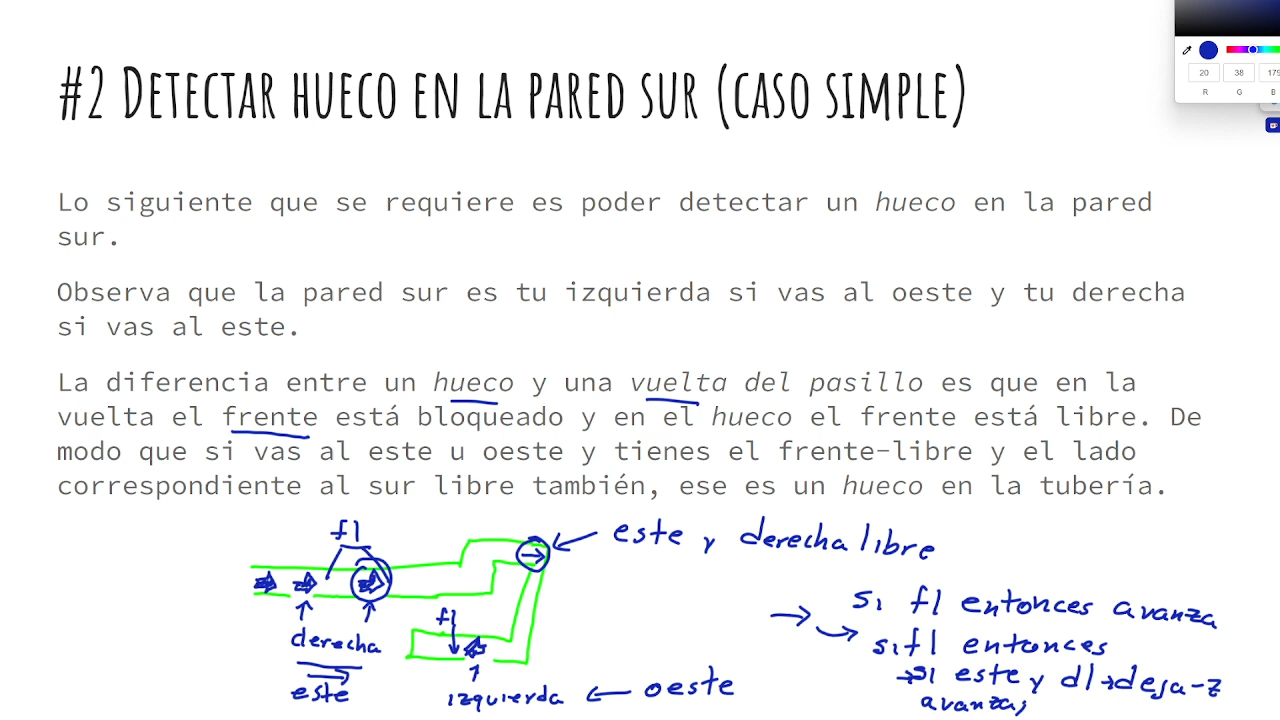 #2 DETECTAR HUECO EN LA PARED SUR (CASO SIMPLE)
20 38 179
R G B
Lo siguiente que se requiere es poder detectar un hueco en la pared
sur.
Observa que la pared sur es tu izquierda si vas al oeste y tu derecha
si vas al este.
La diferencia entre un hueco y una vuelta del pasillo es que en la
vuelta el frente está bloqueado y en el hueco el frente está libre. De
modo que si vas al este u oeste y tienes el frente-libre y el lado
correspondiente al sur libre también, ese es un hueco en la tubería.
fl
este y derecha libre
si fl entonces avanza
fl
derecha
si fl entonces
este
izquierda ← oeste
→ si este y dl → deja-z
avanza;